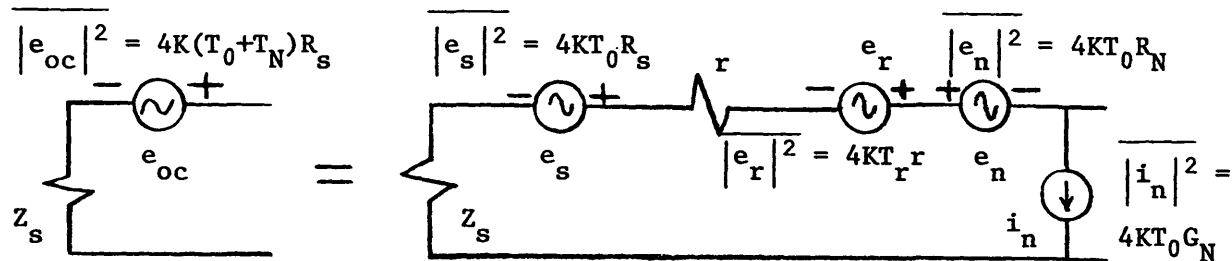 |e_oc|² = 4K(T_0+T_N)R_s
|e_s|² = 4KT_0R_s
r
e_r
|e_n|² = 4KT_0R_N
− +
− +
− +
+ −
e_oc
=
e_s
|e_r|² = 4KT_r r
e_n
|i_n|² =
4KT_0G_N
Z_s
Z_s
i_n